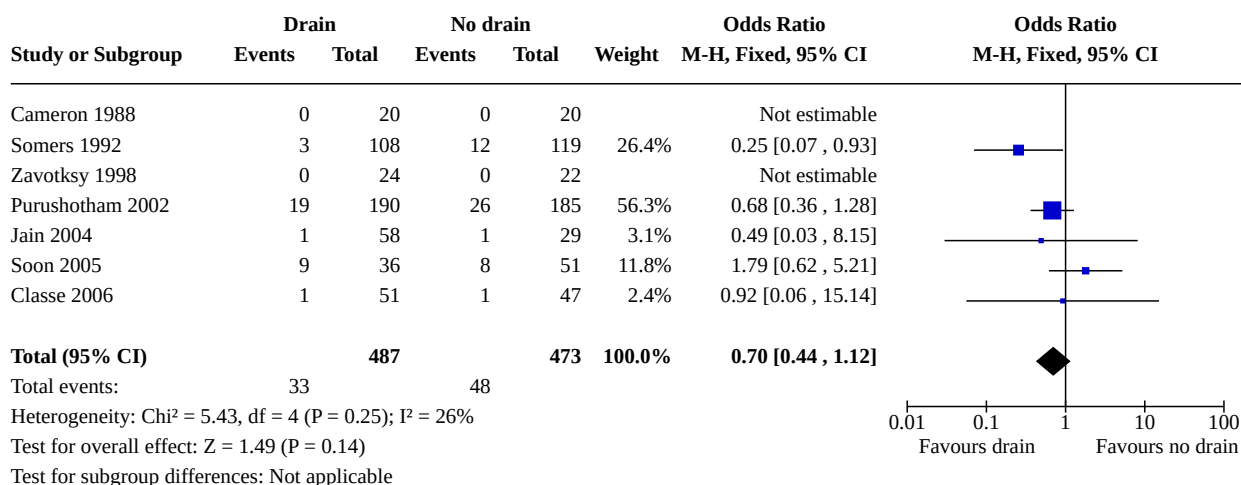 Drain No drain Odds Ratio Odds Ratio
Study or Subgroup Events Total Events Total Weight M-H, Fixed, 95% CI M-H, Fixed, 95% CI
Cameron 1988 0 20 0 20 Not estimable
Somers 1992 3 108 12 119 26.4% 0.25 [0.07 , 0.93]
Zavotksy 1998 0 24 0 22 Not estimable
Purushotham 2002 19 190 26 185 56.3% 0.68 [0.36 , 1.28]
Jain 2004 1 58 1 29 3.1% 0.49 [0.03 , 8.15]
Soon 2005 9 36 8 51 11.8% 1.79 [0.62 , 5.21]
Classe 2006 1 51 1 47 2.4% 0.92 [0.06 , 15.14]
Total (95% CI) 487 473 100.0% 0.70 [0.44 , 1.12]
Total events: 33 48
Heterogeneity: Chi² = 5.43, df = 4 (P = 0.25); I² = 26%
Test for overall effect: Z = 1.49 (P = 0.14)
Test for subgroup differences: Not applicable
0.01 0.1 1 10 100
Favours drain Favours no drain